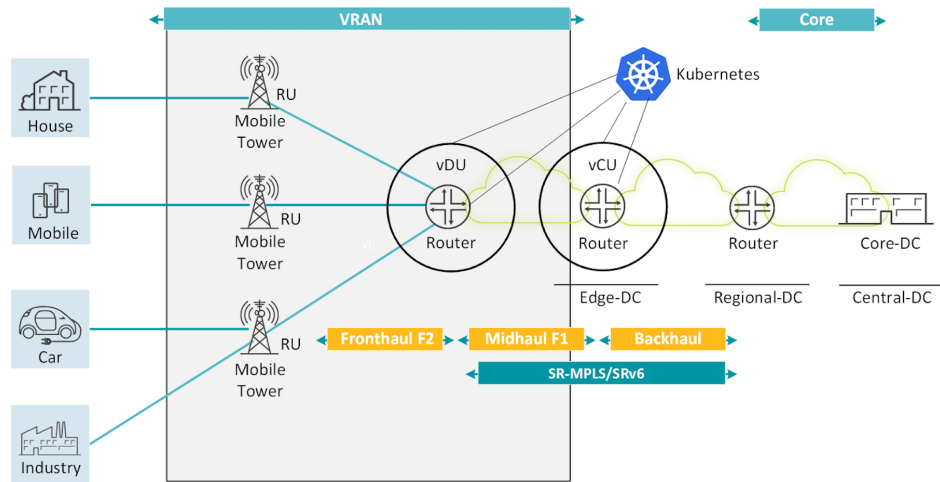 VRAN
Core
House
RU
Mobile
Tower
Kubernetes
vDU
vCU
Mobile
RU
Mobile
Tower
Router
Router
Router
Core-DC
Edge-DC
Regional-DC
Central-DC
Car
RU
Mobile
Tower
Fronthaul F2
Midhaul F1
Backhaul
SR-MPLS/SRv6
Industry